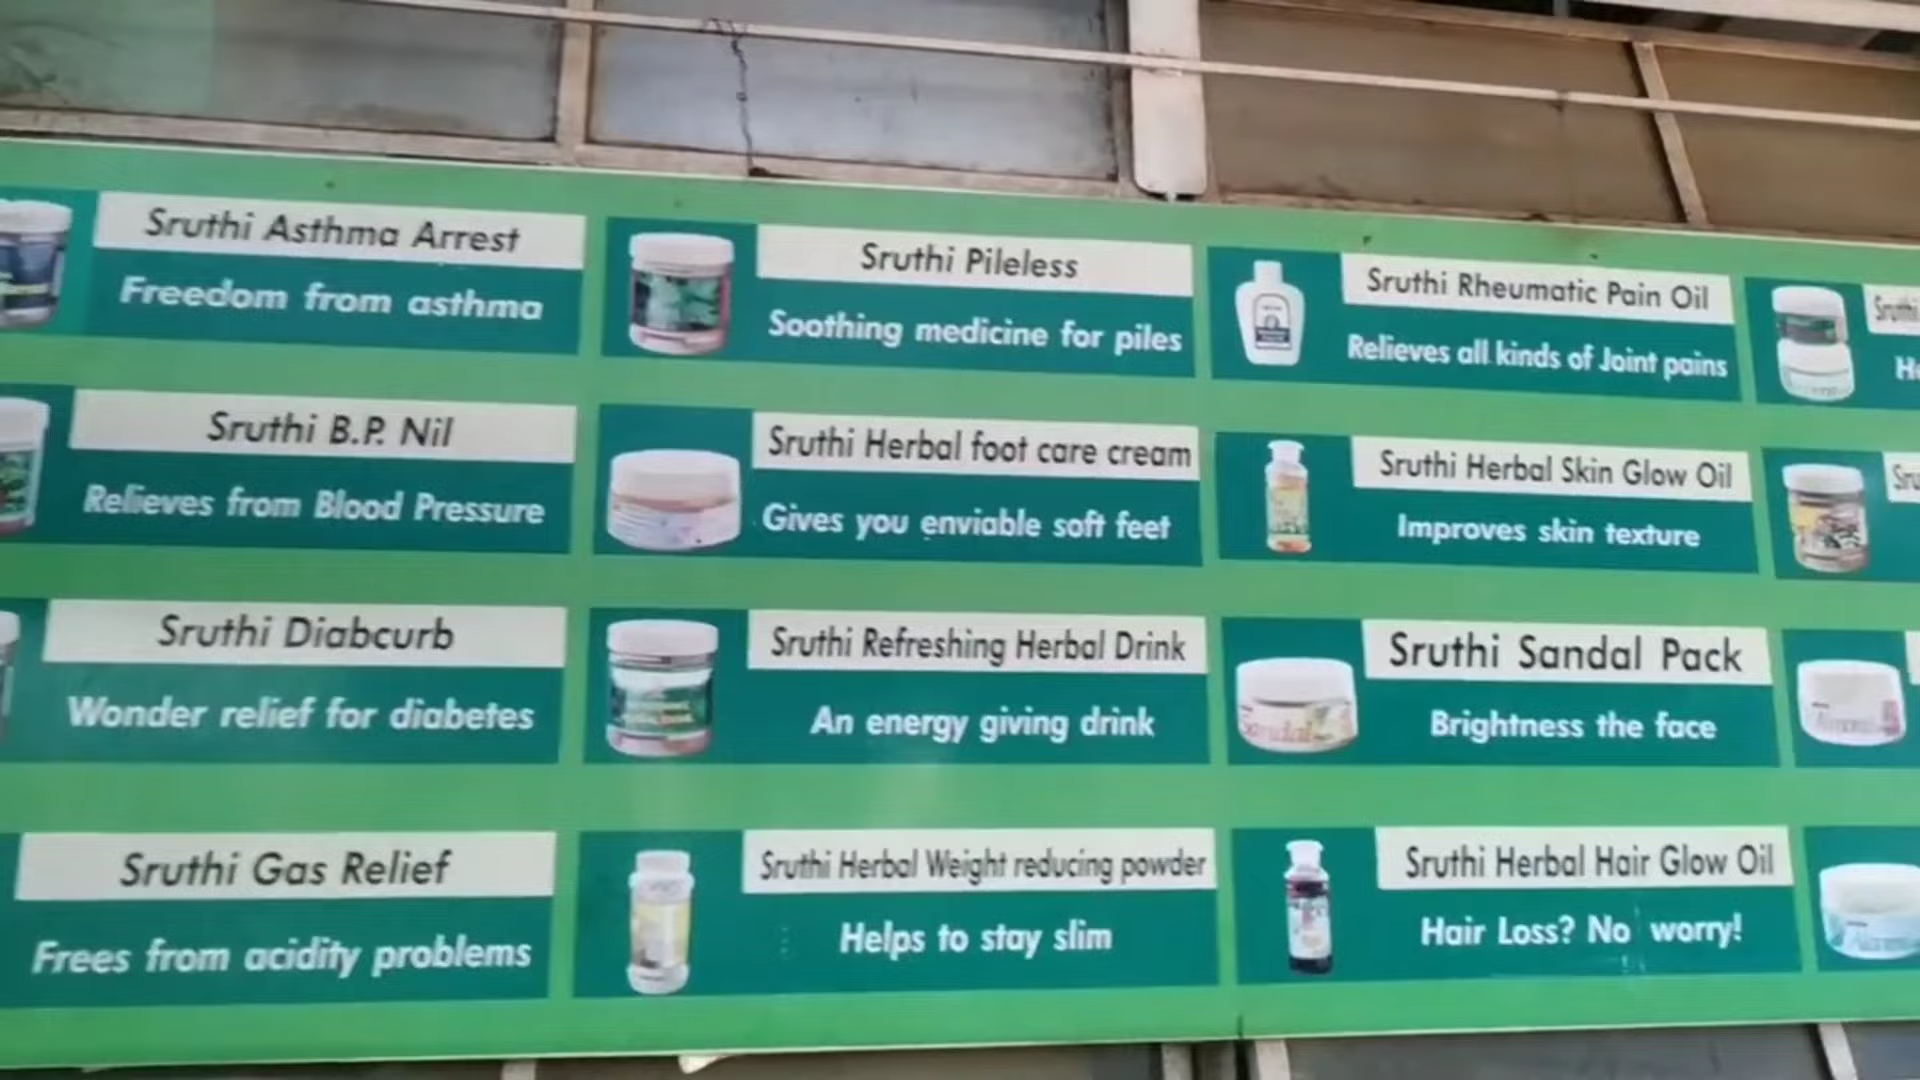 Sruthi Asthma Arrest
Freedom from asthma
Sruthi Pileless
Soothing medicine for piles
Sruthi Rheumatic Pain Oil
Relieves all kinds of Joint pains
Sruthi
Sruthi B.P. Nil
Relieves from Blood Pressure
Sruthi Herbal foot care cream
Gives you enviable soft feet
Sruthi Herbal Skin Glow Oil
Improves skin texture
Sruthi Diabcurb
Wonder relief for diabetes
Sruthi Refreshing Herbal Drink
An energy giving drink
Sandal
Sruthi Sandal Pack
Brightness the face
Sruthi Gas Relief
Frees from acidity problems
Sruthi Herbal Weight reducing powder
Helps to stay slim
Sruthi Herbal Hair Glow Oil
Hair Loss? No worry!